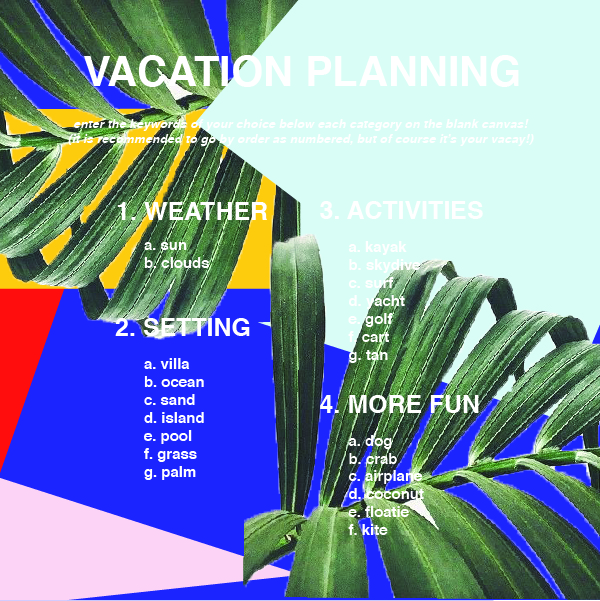 VACATION PLANNING
enter the keywords of your choice below each category on the blank canvas!
(it is recommended to go by order as numbered, but of course it's your vacay!)
1. WEATHER
a. sun
b. clouds
2. SETTING
a. villa
b. ocean
c. sand
d. island
e. pool
f. grass
g. palm
3. ACTIVITIES
a. kayak
b. skydive
c. surf
d. yacht
e. golf
f. cart
g. tan
4. MORE FUN
a. dog
b. crab
c. airplane
d. coconut
e. floatie
f. kite